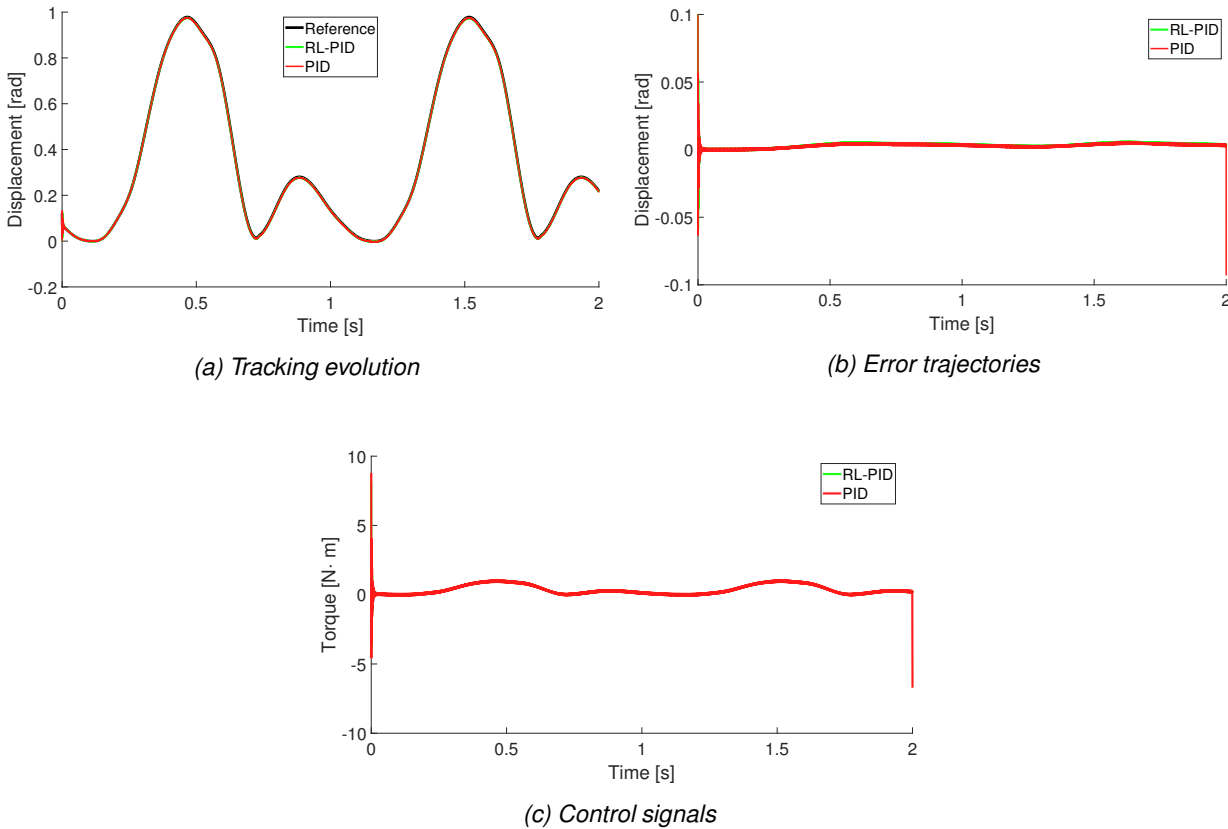 1
0.8
0.6
0.4
0.2
0
-0.2
Displacement [rad]
0
0.5
1
1.5
2
Time [s]
Reference
RL-PID
PID
(a) Tracking evolution
0.1
0.05
0
-0.05
-0.1
Displacement [rad]
0
0.5
1
1.5
2
Time [s]
RL-PID
PID
(b) Error trajectories
10
5
0
-5
-10
Torque [N· m]
0
0.5
1
1.5
2
Time [s]
RL-PID
PID
(c) Control signals